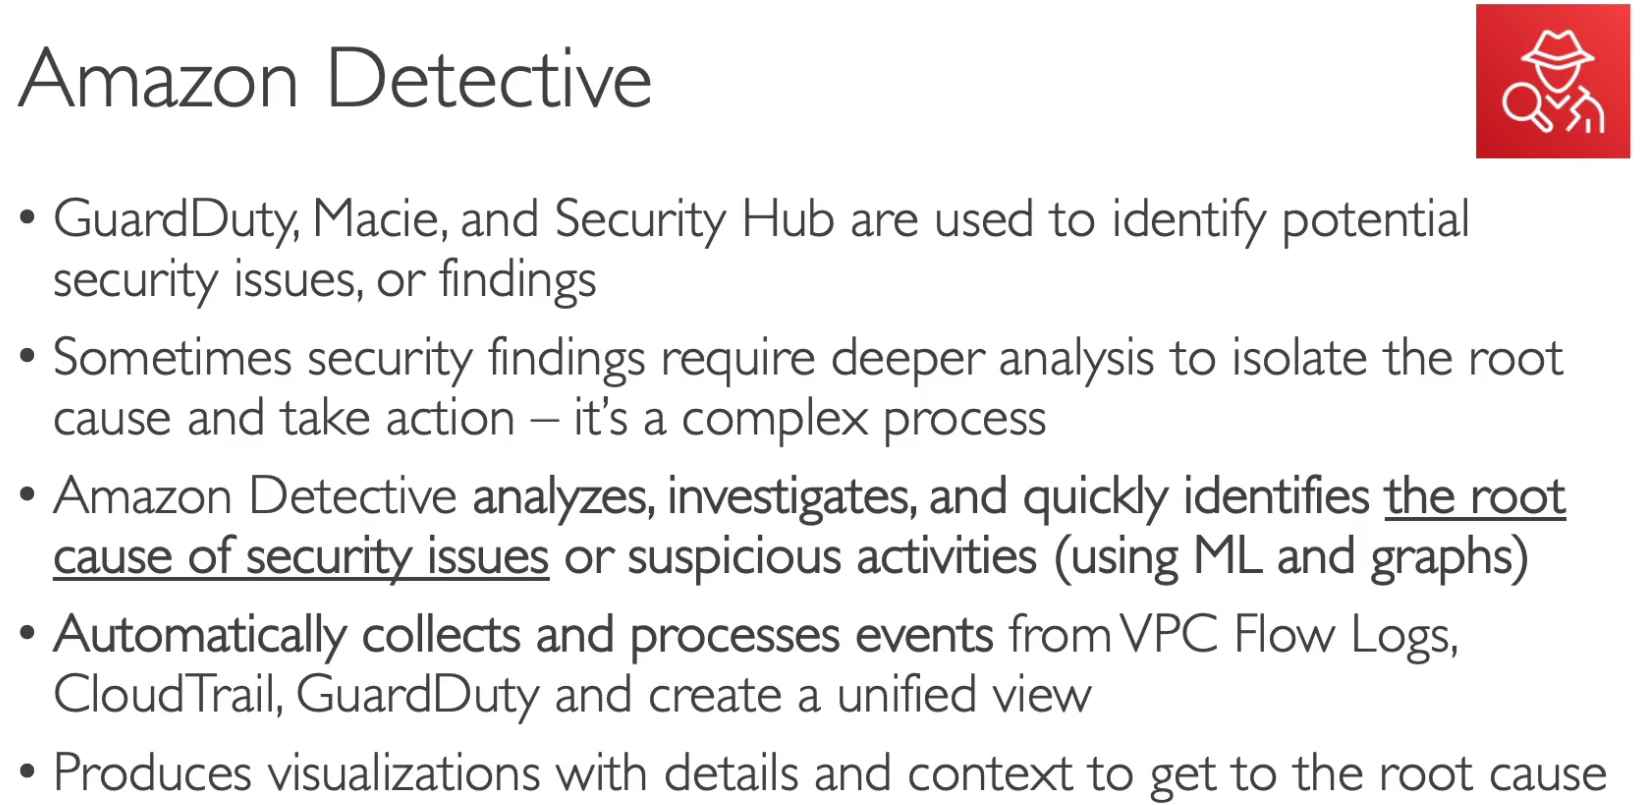 Amazon Detective
• GuardDuty, Macie, and Security Hub are used to identify potential
security issues, or findings
• Sometimes security findings require deeper analysis to isolate the root
cause and take action – it’s a complex process
• Amazon Detective analyzes, investigates, and quickly identifies the root
cause of security issues or suspicious activities (using ML and graphs)
• Automatically collects and processes events from VPC Flow Logs,
CloudTrail, GuardDuty and create a unified view
• Produces visualizations with details and context to get to the root cause